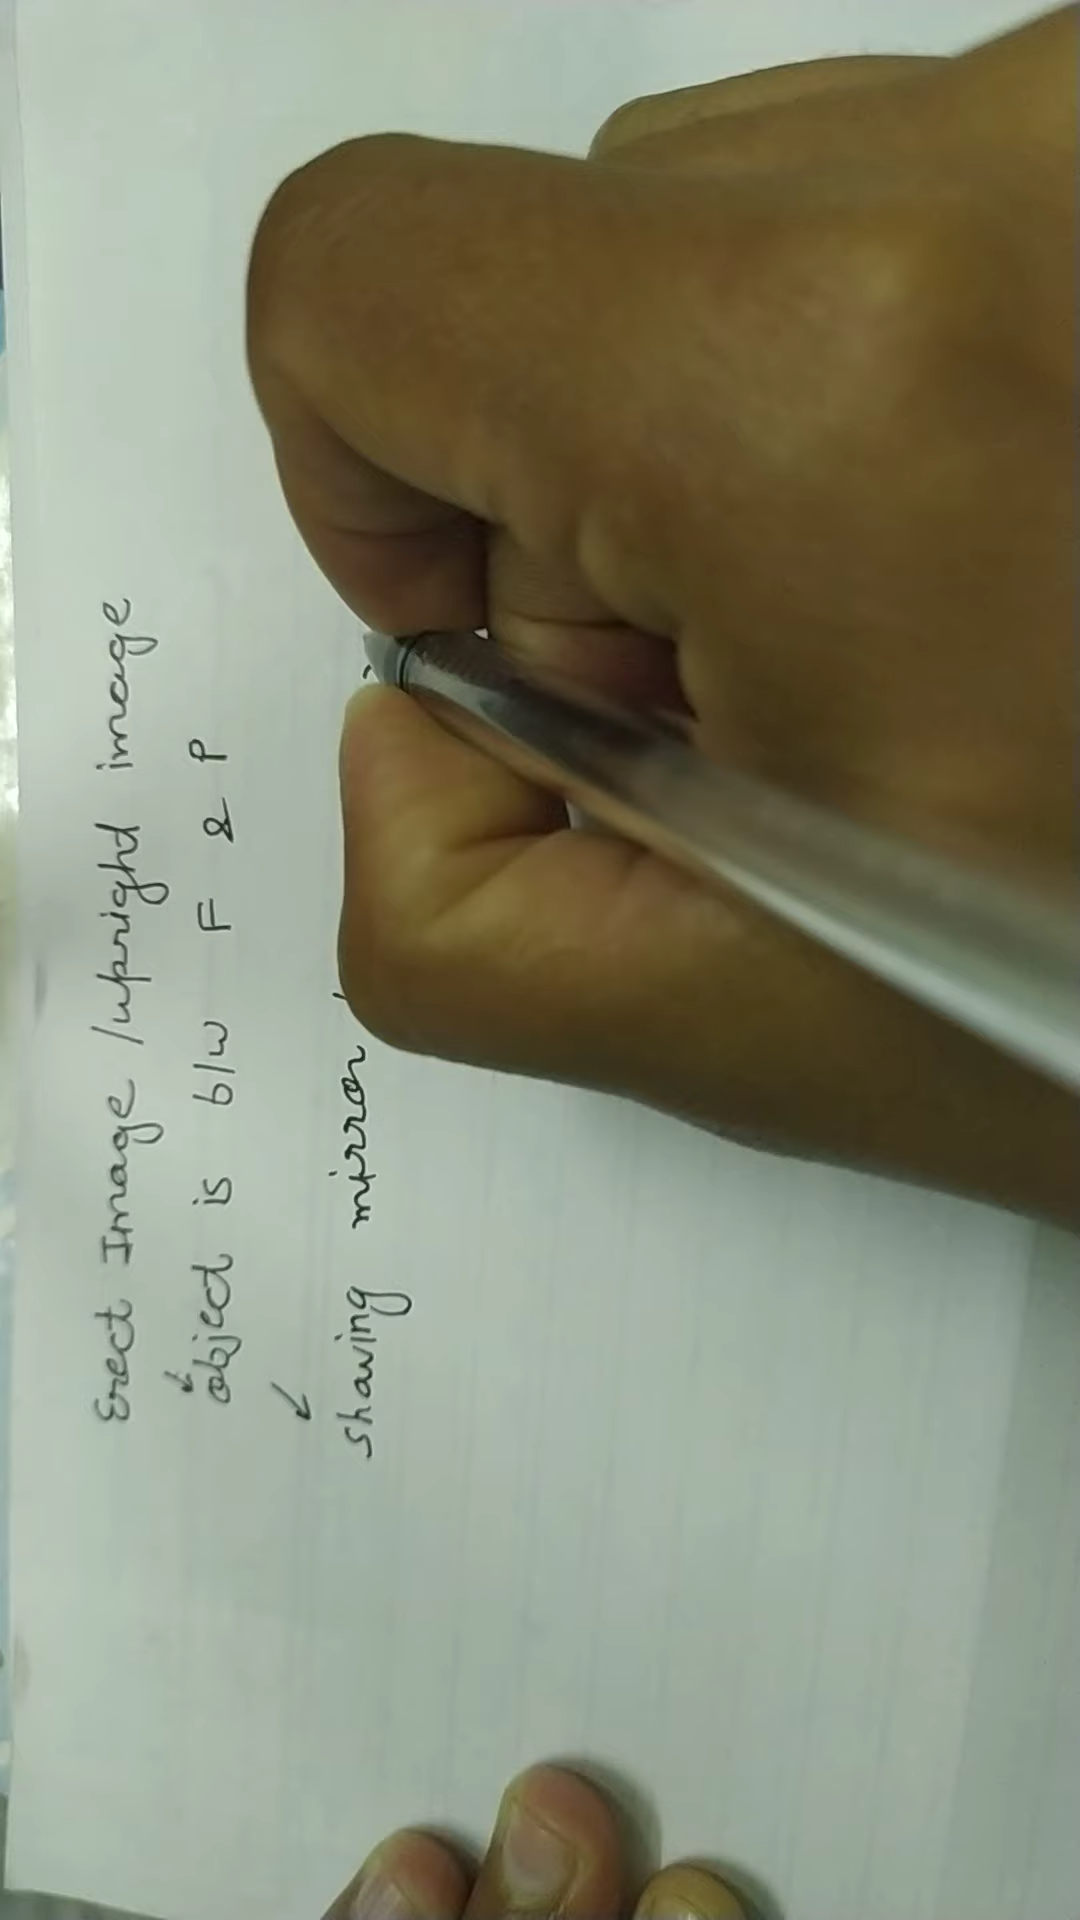 Erect Image / upright image
↓
object is b/w F & P
↓
shaving mirror,